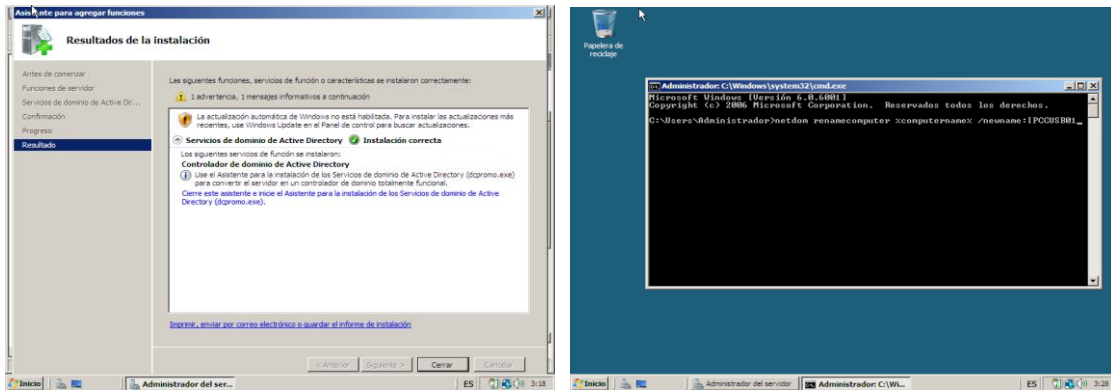 Asistente para agregar funciones
Resultados de la instalación
Antes de comenzar
Funciones de servidor
Servicios de dominio de Active Dir...
Confirmación
Progreso
Resultado
Las siguientes funciones, servicios de función o características se instalaron correctamente:
1 advertencia, 1 mensajes informativos a continuación
La actualización automática de Windows no está habilitada. Para instalar las actualizaciones más
recientes, use Windows Update en el Panel de control para buscar actualizaciones.
Servicios de dominio de Active Directory Instalación correcta
Los siguientes servicios de función se instalaron:
Controlador de dominio de Active Directory
Use el Asistente para la instalación de los Servicios de dominio de Active Directory (dcpromo.exe)
para convertir el servidor en un controlador de dominio totalmente funcional.
Cierre este asistente e inicie el Asistente para la instalación de los Servicios de dominio de Active
Directory (dcpromo.exe).
Imprimir, enviar por correo electrónico o guardar el informe de instalación
< Anterior Siguiente > Cerrar Cancelar
Inicio Administrador del ser... ES 3:18
Papelera de
reciclaje
Administrador: C:\Windows\system32\cmd.exe
Microsoft Windows [Versión 6.0.6001]
Copyright (c) 2006 Microsoft Corporation. Reservados todos los derechos.
C:\Users\Administrador>netdom renamecomputer %computername% /newname:IPCCUSB01_
Inicio Administrador del servidor Administrador: C:\Wi... ES 3:28